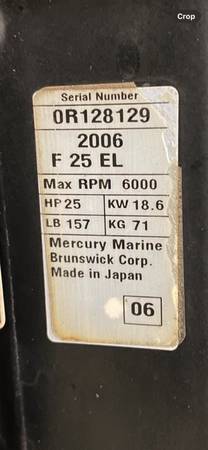 Crop
Serial Number
0R128129
2006
F 25 EL
Max RPM 6000
HP 25 KW 18.6
LB 157 KG 71
Mercury Marine
Brunswick Corp.
Made in Japan
06